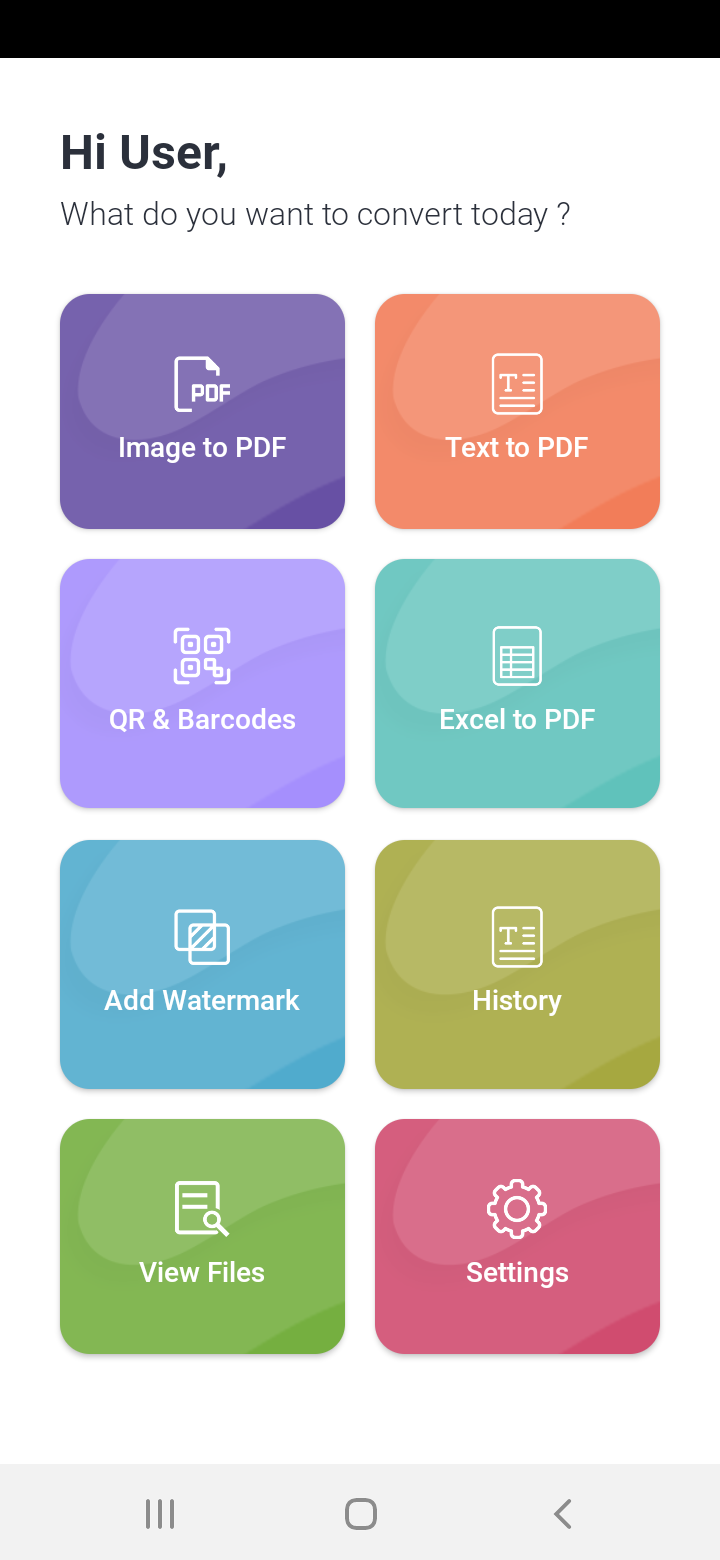 Hi User,
What do you want to convert today ?
PDF
Image to PDF
T
Text to PDF
QR & Barcodes
Excel to PDF
Add Watermark
T
History
View Files
Settings